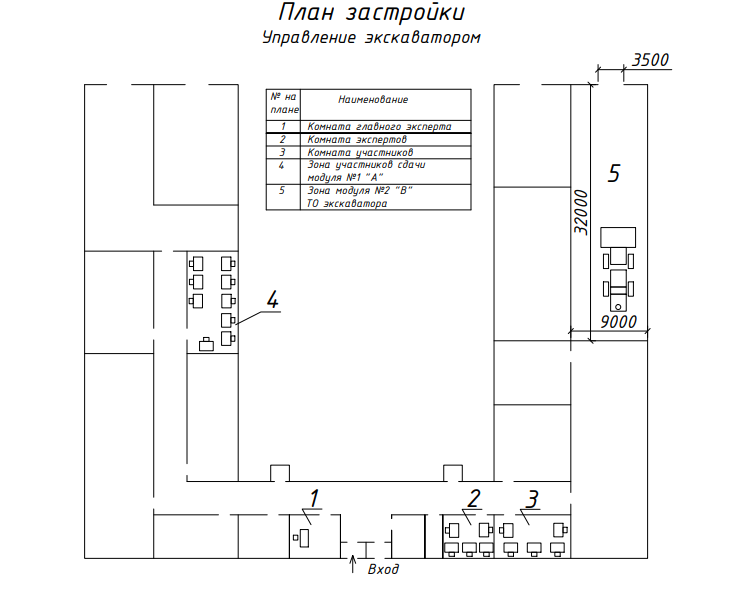 План застройки
Управление экскаватором
3500
№ на плане
Наименование
1 Комната главного эксперта
2 Комната экспертов
3 Комната участников
4 Зона участников сдачи
модуля №1 "А"
5 Зона модуля №2 "В"
ТО экскаватора
5
32000
9000
4
1
2
3
Вход